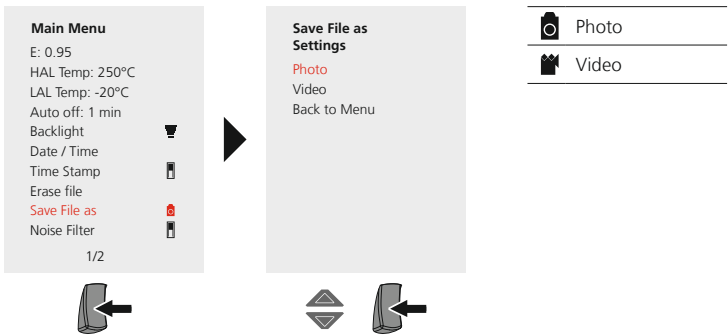 Main Menu
E: 0.95
HAL Temp: 250°C
LAL Temp: -20°C
Auto off: 1 min
Backlight
Date / Time
Time Stamp
Erase file
Save File as
Noise Filter
1/2
Save File as
Settings
Photo
Video
Back to Menu
Photo
Video